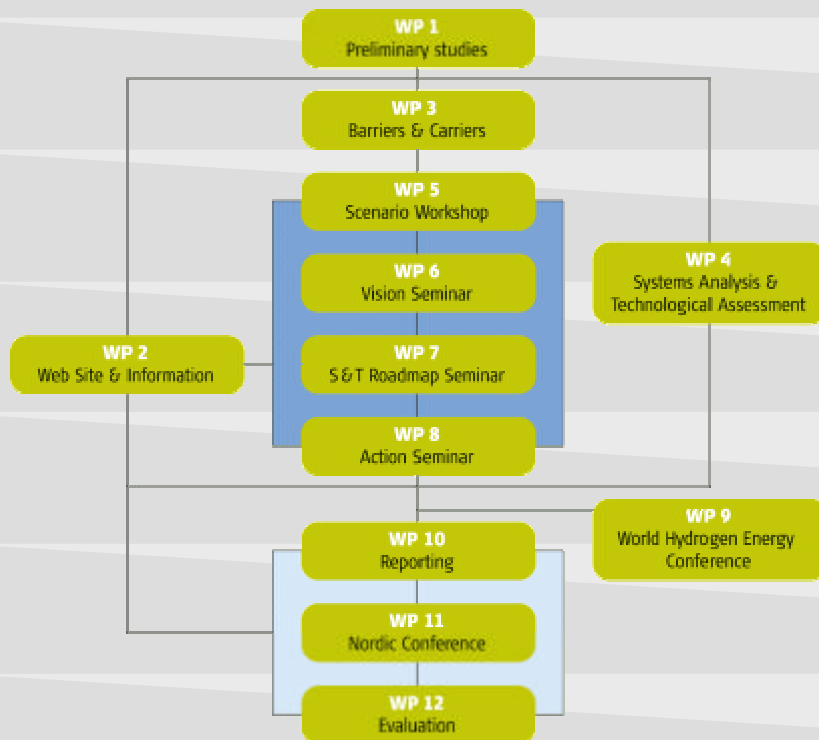 WP 1
Preliminary studies
WP 3
Barriers & Carriers
WP 5
Scenario Workshop
WP 6
Vision Seminar
WP 4
Systems Analysis &
Technological Assessment
WP 2
Web Site & Information
WP 7
S&T Roadmap Seminar
WP 8
Action Seminar
WP 9
World Hydrogen Energy
Conference
WP 10
Reporting
WP 11
Nordic Conference
WP 12
Evaluation